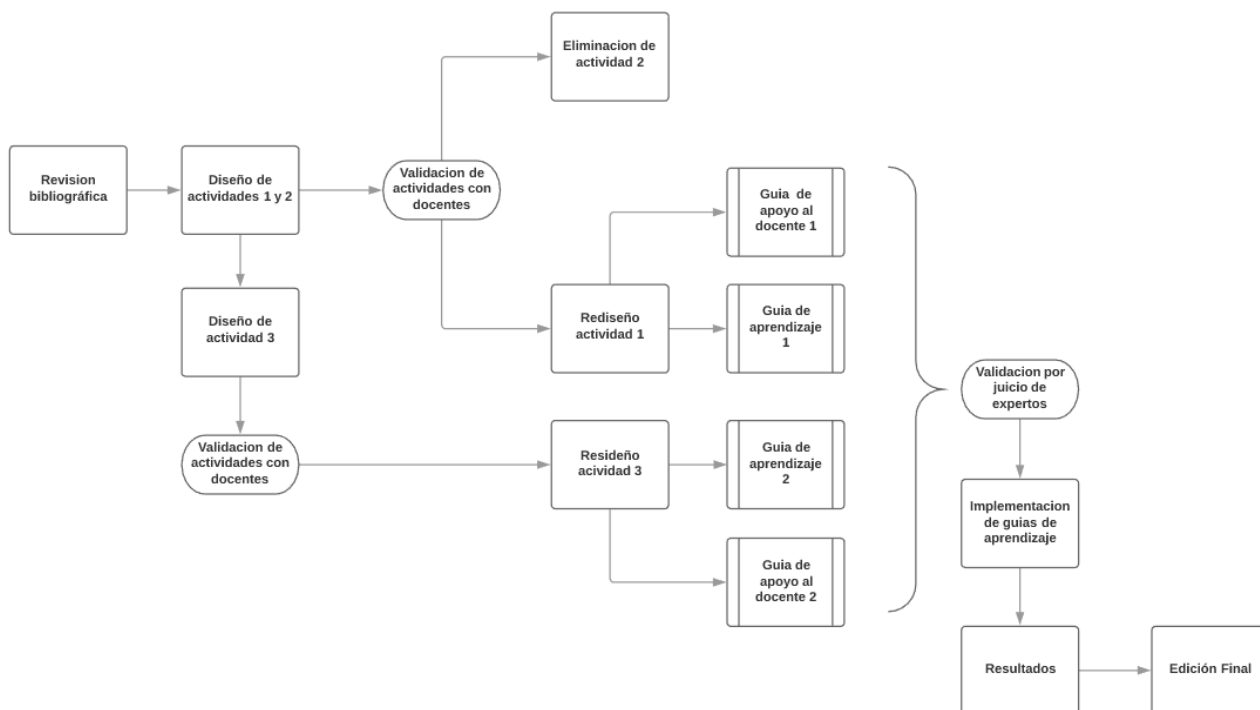 Eliminacion de
actividad 2
Revision
bibliográfica
Diseño de
actividades 1 y 2
Validacion de
actividades con
docentes
Guia de
apoyo al
docente 1
Diseño de
actividad 3
Rediseño
actividad 1
Guia de
aprendizaje
1
Validacion por
juicio de
expertos
Validacion de
actividades con
docentes
Resideño
acividad 3
Guia de
aprendizaje
2
Implementacion
de guias de
aprendizaje
Guia de
apoyo al
docente 2
Resultados
Edición Final